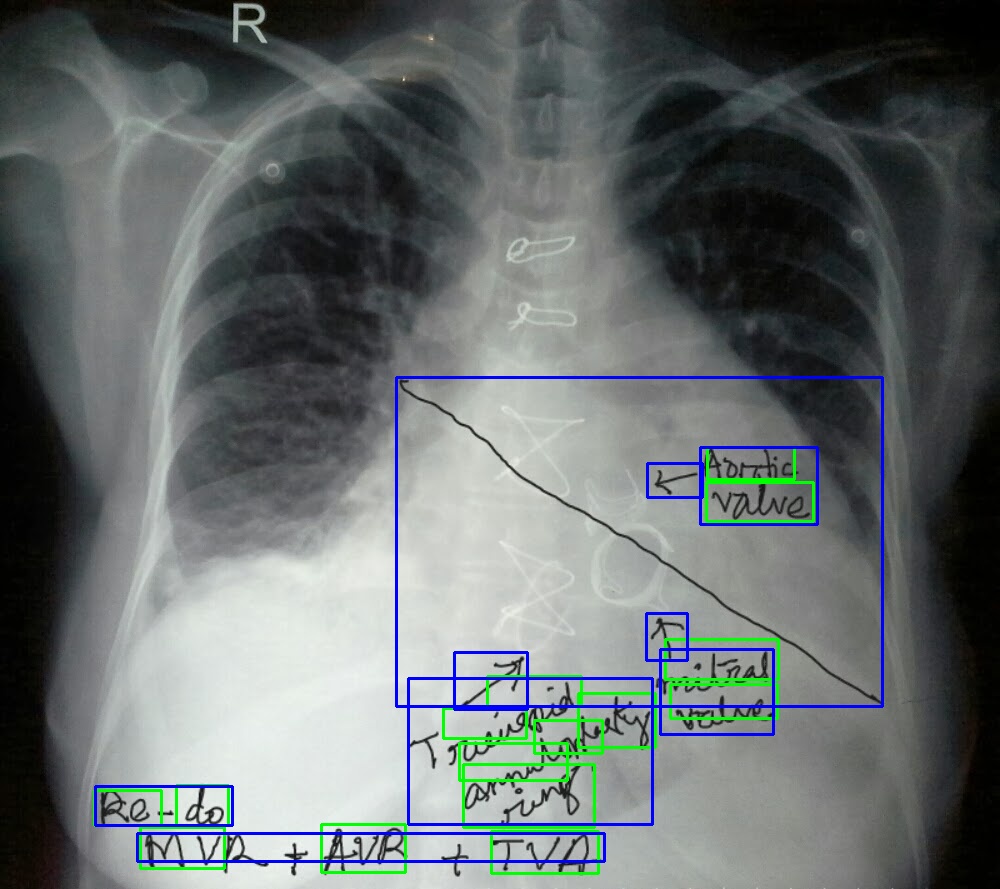 R
Aortic
valve
mitral
valve
Tricuspid
annuloplasty
ring
Re-do
MVR + AVR + TVA